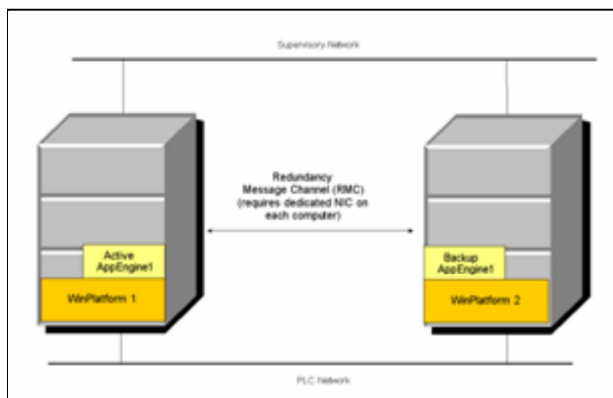 Supervisory Network
Redundancy
Message Channel (RMC)
(requires dedicated NIC on
each computer)
Active
AppEngine1
WinPlatform 1
Backup
AppEngine1
WinPlatform 2
PLC Network